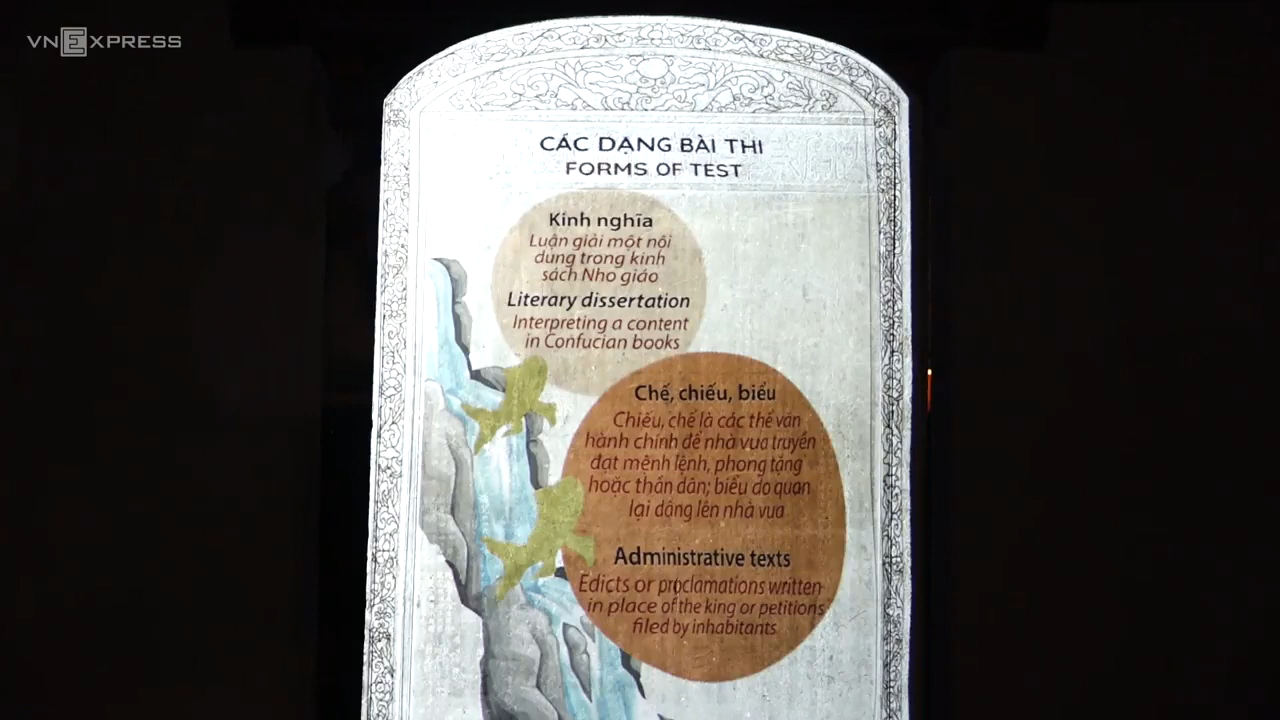 VNEXPRESS
CÁC DẠNG BÀI THI
FORMS OF TEST
Kinh nghĩa
Luận giải một nội
dung trong kinh
sách Nho giáo
Literary dissertation
Interpreting a content
in Confucian books
Chế, chiếu, biểu
Chiếu, chế là các thể văn
hành chính để nhà vua truyền
đạt mệnh lệnh, phong tặng
hoặc thần dân; biểu do quan
lại dâng lên nhà vua
Administrative texts
Edicts or proclamations written
in place of the king or petitions
filed by inhabitants